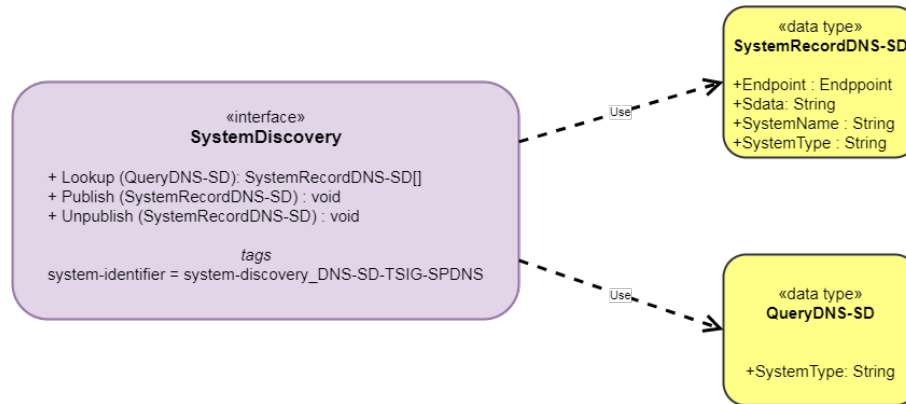 «interface»
SystemDiscovery
+ Lookup (QueryDNS-SD): SystemRecordDNS-SD[]
+ Publish (SystemRecordDNS-SD) : void
+ Unpublish (SystemRecordDNS-SD) : void
tags
system-identifier = system-discovery_DNS-SD-TSIG-SPDNS
Use
Use
«data type»
SystemRecordDNS-SD
+Endpoint : Endppoint
+Sdata: String
+SystemName : String
+SystemType : String
«data type»
QueryDNS-SD
+SystemType: String